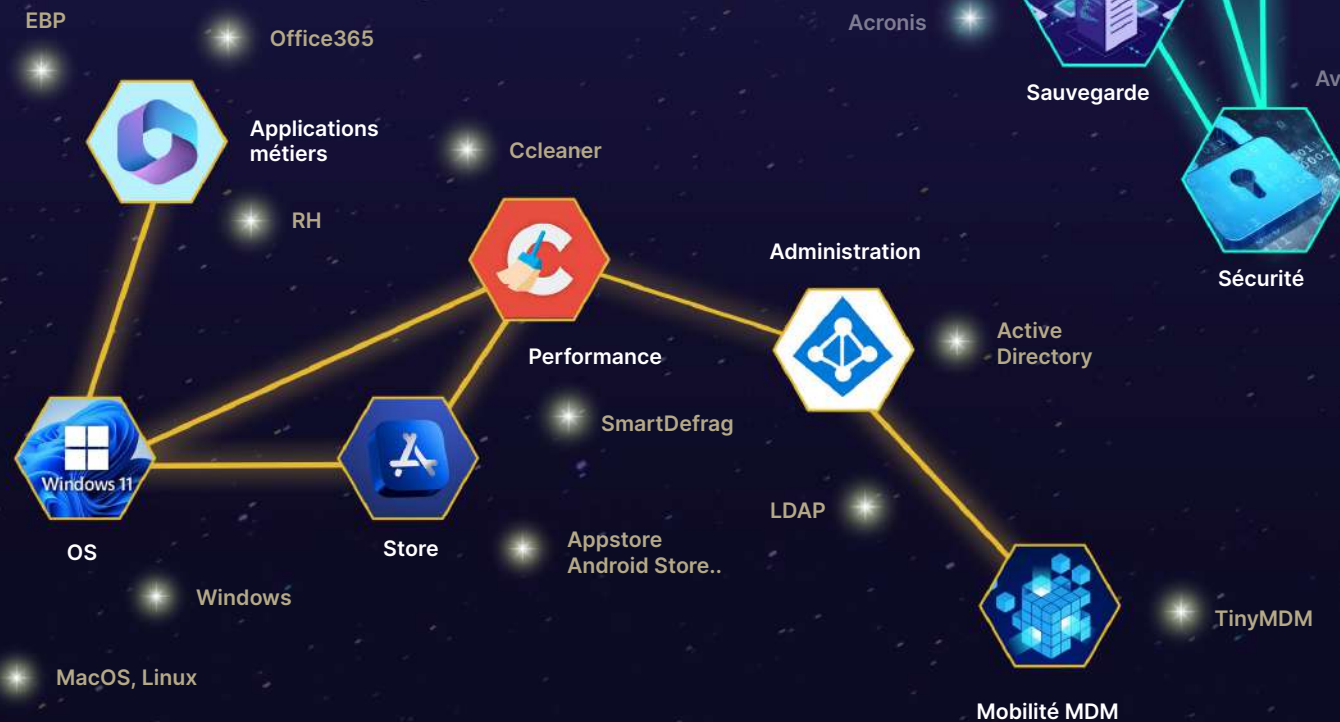 EBP
Office365
Acronis
Sauvegarde
Av
Applications
métiers
Ccleaner
RH
Administration
Sécurité
Active
Directory
Performance
SmartDefrag
Windows 11
LDAP
OS
Store
Appstore
Android Store..
Windows
TinyMDM
MacOS, Linux
Mobilité MDM